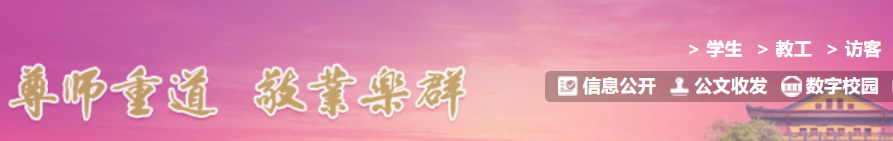 > 学生 > 教工 > 访客
尊师重道 敬業樂群
信息公开 公文收发 数字校园